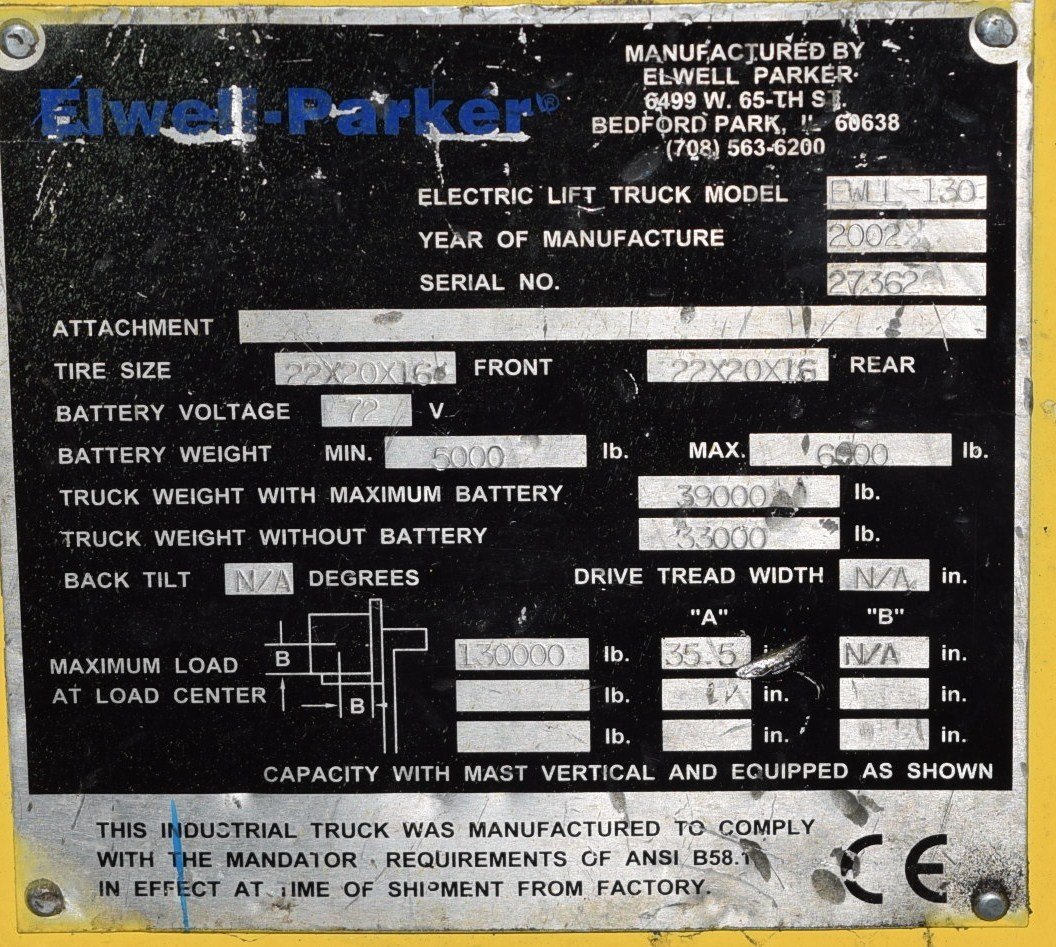 Elwell-Parker®
MANUFACTURED BY
ELWELL PARKER
6499 W. 65-TH ST.
BEDFORD PARK, IL 60638
(708) 563-6200
ELECTRIC LIFT TRUCK MODEL EWLL-130
YEAR OF MANUFACTURE 2002
SERIAL NO. 27362
ATTACHMENT
TIRE SIZE 22X20X16 FRONT 22X20X16 REAR
BATTERY VOLTAGE 72 V
BATTERY WEIGHT MIN. 5000 lb. MAX. 6000 lb.
TRUCK WEIGHT WITH MAXIMUM BATTERY 39000 lb.
TRUCK WEIGHT WITHOUT BATTERY 33000 lb.
BACK TILT N/A DEGREES DRIVE TREAD WIDTH N/A in.
"A" "B"
MAXIMUM LOAD B 130000 lb. 35.5 in. N/A in.
AT LOAD CENTER B lb. in. in.
lb. in. in.
CAPACITY WITH MAST VERTICAL AND EQUIPPED AS SHOWN
THIS INDUSTRIAL TRUCK WAS MANUFACTURED TO COMPLY
WITH THE MANDATOR REQUIREMENTS OF ANSI B58.1
IN EFFECT AT TIME OF SHIPMENT FROM FACTORY.
CE